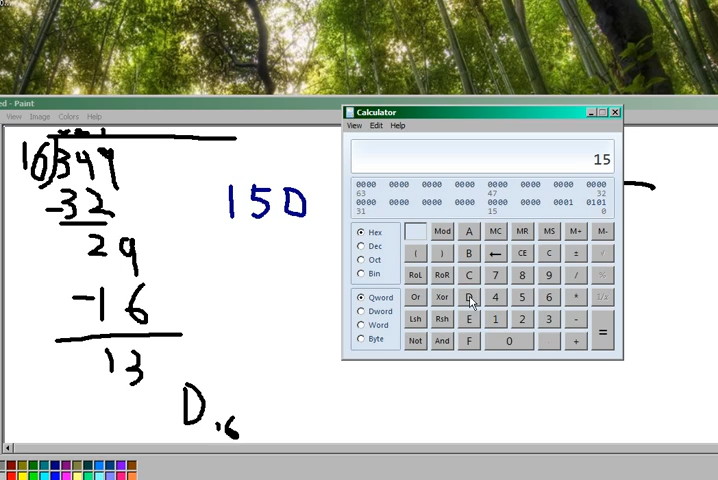 ed - Paint
View Image Colors Help
16 349
-32
29
-16
13
D16
15D
Calculator
View Edit Help
15
0000 0000 0000 0000 0000 0000 0000 0000
63 47 32
0000 0000 0000 0000 0000 0000 0001 0101
31 15 0
Hex
Dec
Oct
Bin
Qword
Dword
Word
Byte
Mod A MC MR MS M+ M-
( ) B ← CE C ± √
RoL RoR C 7 8 9 / %
Or Xor D 4 5 6 * 1/x
Lsh Rsh E 1 2 3 - =
Not And F 0 +